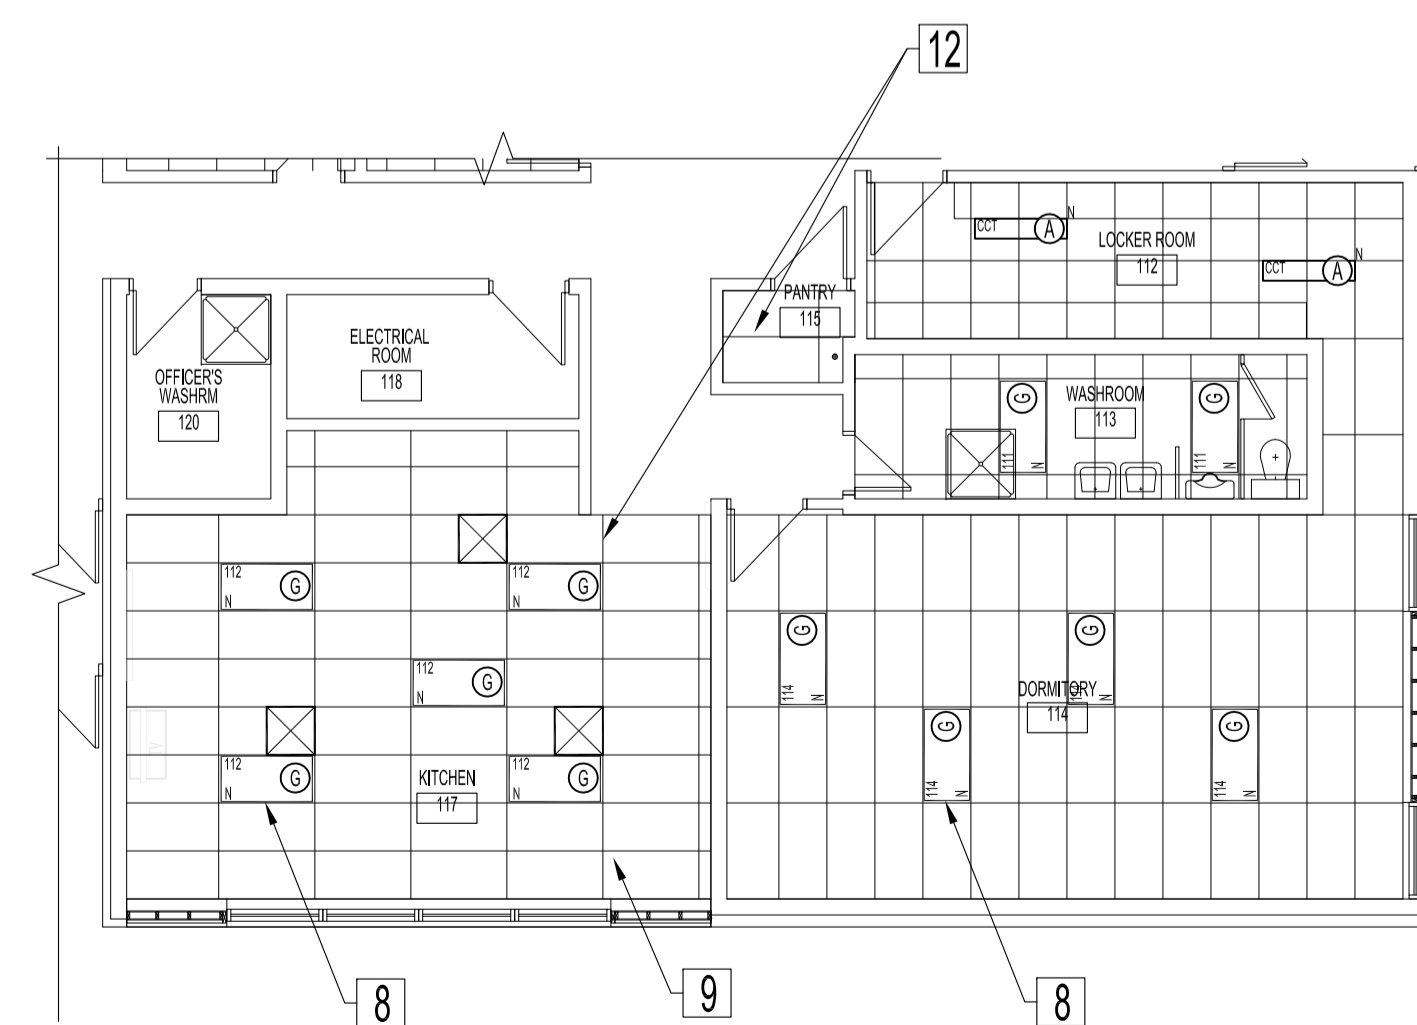 12
CCT A N
LOCKER ROOM
112
CCT A N
PANTRY
115
ELECTRICAL
ROOM
118
OFFICER'S
WASHRM
120
WASHROOM
113
G
111 N
G
111 N
112 G
N
112 G
N
112 G
N
112 G
N
112 G
N
KITCHEN
117
TV
G
114 N
G
114 N
DORMITORY
114
G
114 N
G
114 N
8
9
8